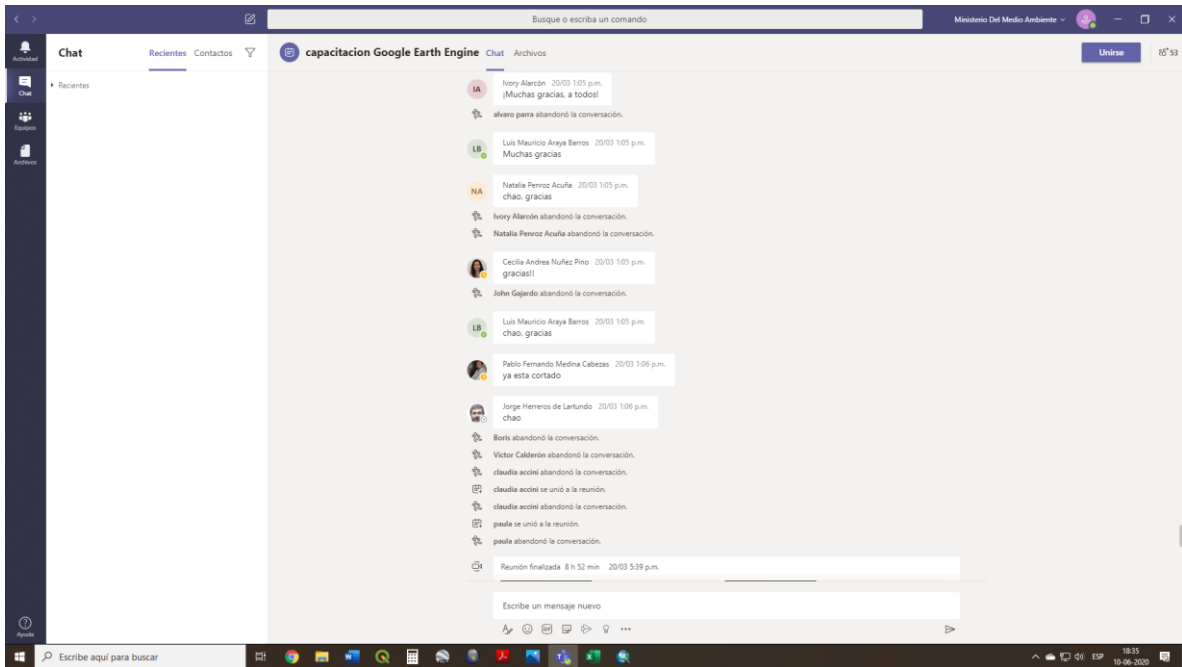 Busque o escriba un comando
Ministerio Del Medio Ambiente
Actividad
Chat
Equipos
Archivos
Ayuda
Chat
Recientes
Contactos
Recientes
capacitacion Google Earth Engine
Chat
Archivos
Unirse
53
IA
Ivory Alarcón 20/03 1:05 p.m.
¡Muchas gracias, a todos!
alvaro parra abandonó la conversación.
LB
Luis Mauricio Araya Barros 20/03 1:05 p.m.
Muchas gracias
NA
Natalia Penroz Acuña 20/03 1:05 p.m.
chao, gracias
Ivory Alarcón abandonó la conversación.
Natalia Penroz Acuña abandonó la conversación.
Cecilia Andrea Nuñez Pino 20/03 1:05 p.m.
gracias!!
John Gajardo abandonó la conversación.
LB
Luis Mauricio Araya Barros 20/03 1:05 p.m.
chao, gracias
Pablo Fernando Medina Cabezas 20/03 1:06 p.m.
ya esta cortado
Jorge Herreros de Lartundo 20/03 1:06 p.m.
chao
Boris abandonó la conversación.
Victor Calderón abandonó la conversación.
claudia accini abandonó la conversación.
claudia accini se unió a la reunión.
claudia accini abandonó la conversación.
paula se unió a la reunión.
paula abandonó la conversación.
Reunión finalizada 8 h 52 min 20/03 5:39 p.m.
Escribe un mensaje nuevo
GIF
Escribe aquí para buscar
ESP
18:35
10-06-2020